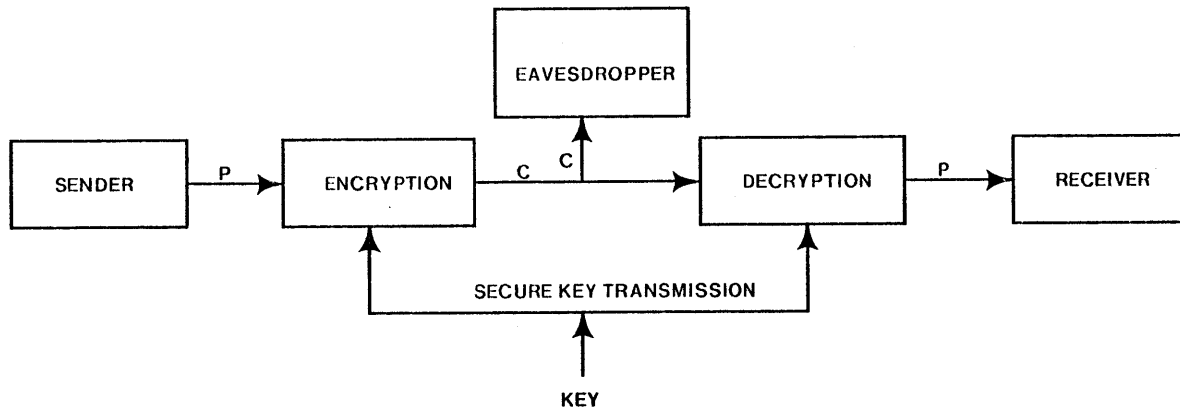 EAVESDROPPER
SENDER
P
ENCRYPTION
C
C
DECRYPTION
P
RECEIVER
SECURE KEY TRANSMISSION
KEY